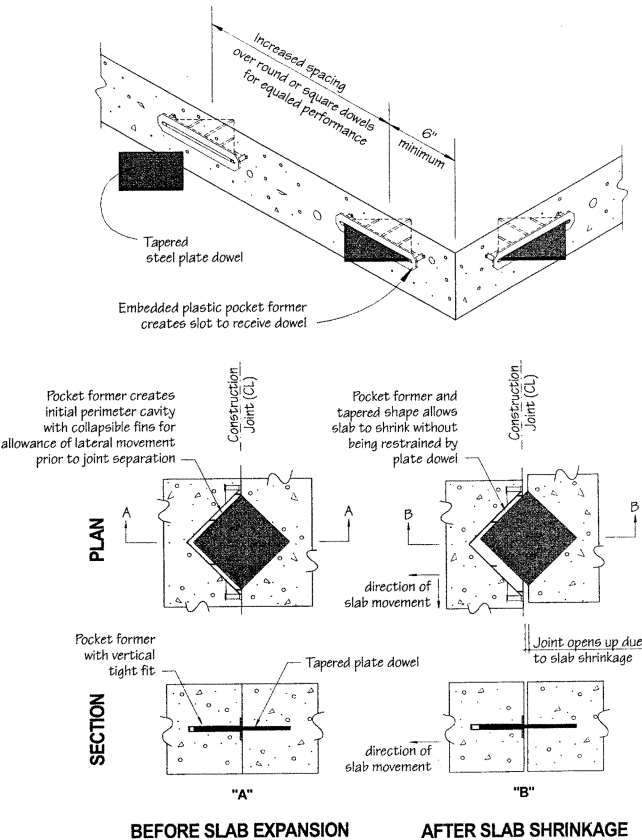 Increased spacing
over round or square dowels
for equaled performance
6"
minimum
Tapered
steel plate dowel
Embedded plastic pocket former
creates slot to receive dowel
Pocket former creates
initial perimeter cavity
with collapsible fins for
allowance of lateral movement
prior to joint separation
Construction
Joint (CL)
Pocket former and
tapered shape allows
slab to shrink without
being restrained by
plate dowel
Construction
Joint (CL)
PLAN
A
A
B
B
direction of
slab movement
Joint opens up due
to slab shrinkage
Pocket former
with vertical
tight fit
Tapered plate dowel
SECTION
direction of
slab movement
"A"
"B"
BEFORE SLAB EXPANSION
AFTER SLAB SHRINKAGE